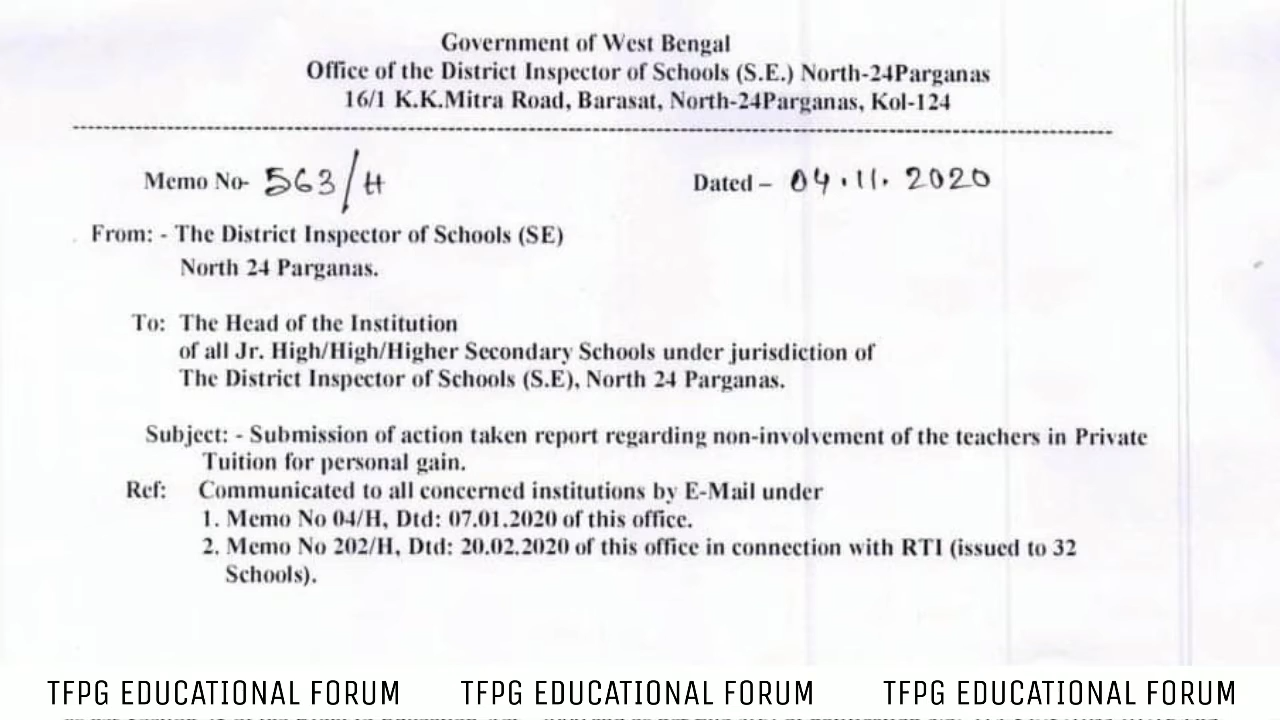 Government of West Bengal
Office of the District Inspector of Schools (S.E.) North-24Parganas
16/1 K.K.Mitra Road, Barasat, North-24Parganas, Kol-124
Memo No- 563/H Dated – 04.11.2020
From: - The District Inspector of Schools (SE)
North 24 Parganas.
To: The Head of the Institution
of all Jr. High/High/Higher Secondary Schools under jurisdiction of
The District Inspector of Schools (S.E), North 24 Parganas.
Subject: - Submission of action taken report regarding non-involvement of the teachers in Private
Tuition for personal gain.
Ref: Communicated to all concerned institutions by E-Mail under
1. Memo No 04/H, Dtd: 07.01.2020 of this office.
2. Memo No 202/H, Dtd: 20.02.2020 of this office in connection with RTI (issued to 32
Schools).
TFPG EDUCATIONAL FORUM TFPG EDUCATIONAL FORUM TFPG EDUCATIONAL FORUM